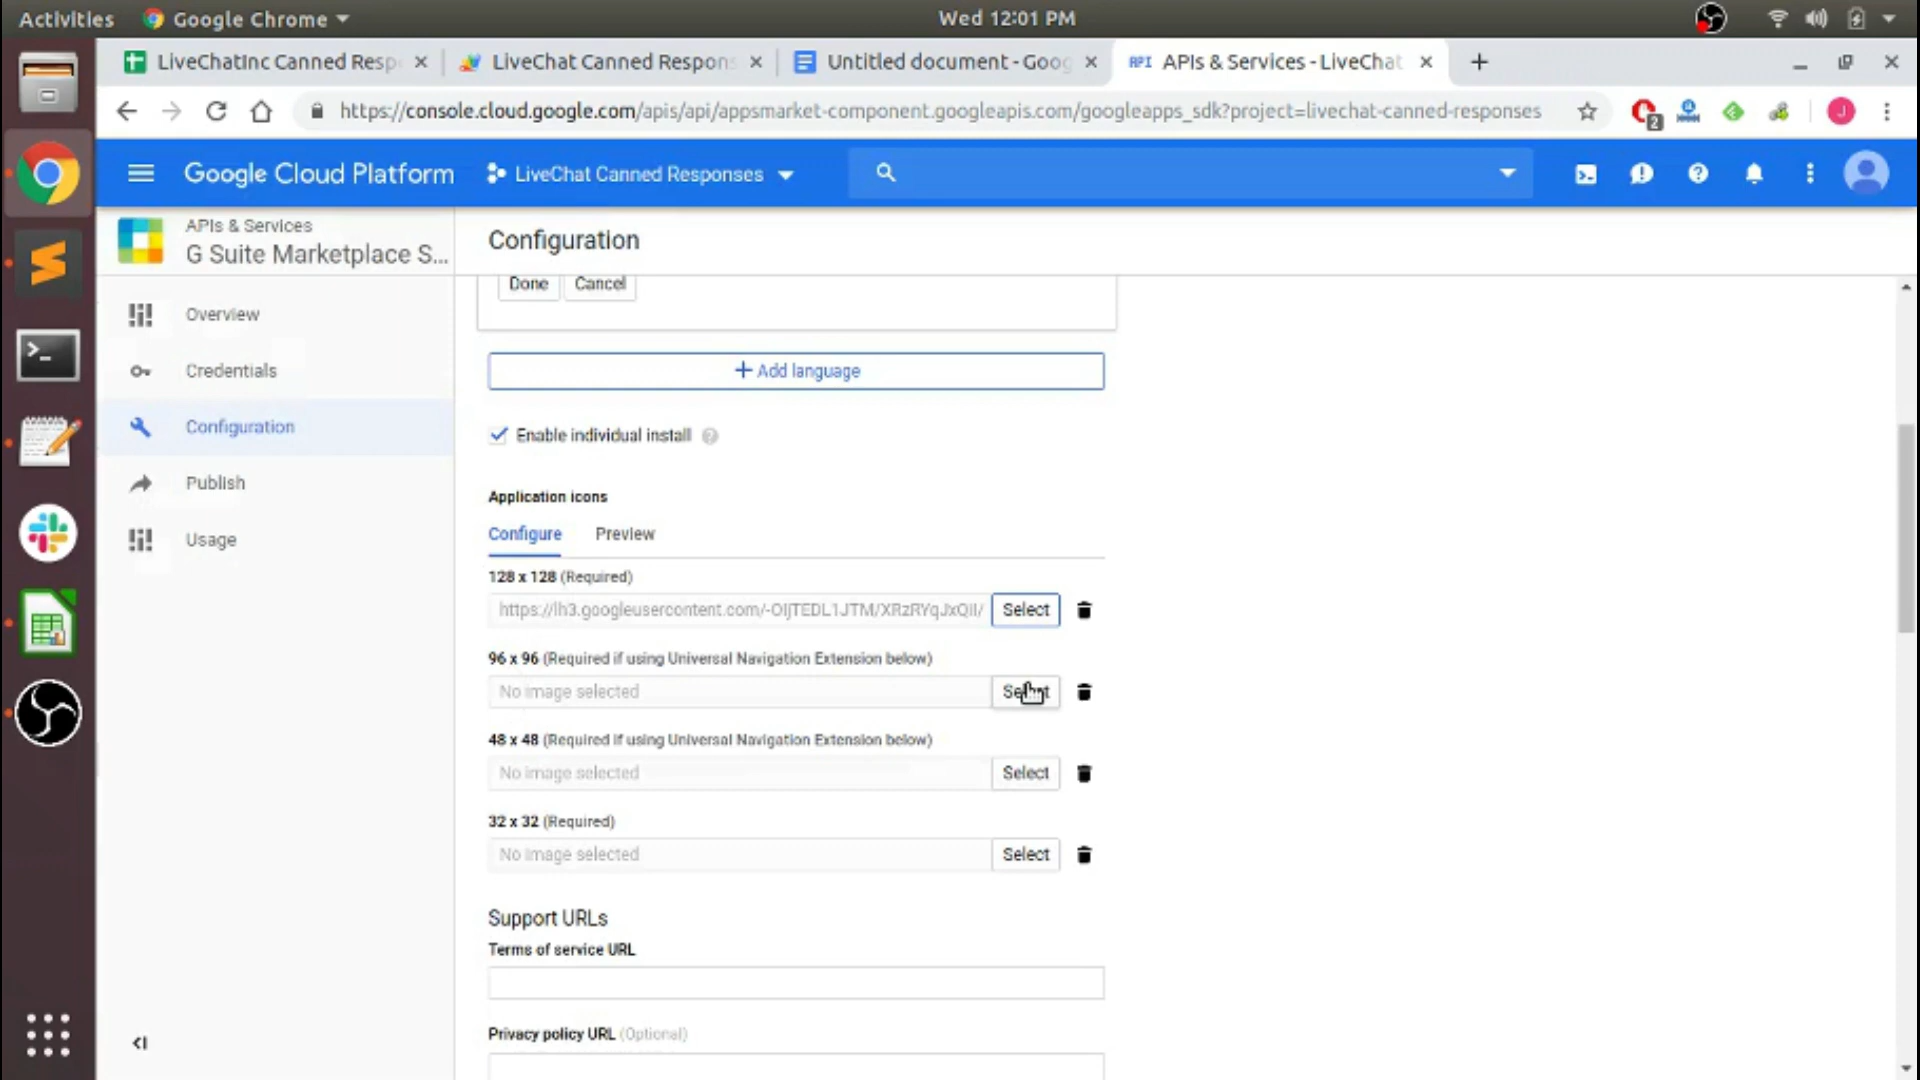 Activities
Google Chrome
Wed 12:01 PM
LiveChatInc Canned Resp
LiveChat Canned Respons
Untitled document - Goog
API
APIs & Services - LiveChat
https://console.cloud.google.com/apis/api/appsmarket-component.googleapis.com/googleapps_sdk?project=livechat-canned-responses
2
J
Google Cloud Platform
LiveChat Canned Responses
APIs & Services
G Suite Marketplace S...
Configuration
Overview
Credentials
Configuration
Publish
Usage
Done
Cancel
+ Add language
Enable individual install
Application icons
Configure
Preview
128 x 128 (Required)
https://lh3.googleusercontent.com/-OIjTEDL1JTM/XRzRYqJxQII/
Select
96 x 96 (Required if using Universal Navigation Extension below)
No image selected
Select
48 x 48 (Required if using Universal Navigation Extension below)
No image selected
Select
32 x 32 (Required)
No image selected
Select
Support URLs
Terms of service URL
Privacy policy URL (Optional)